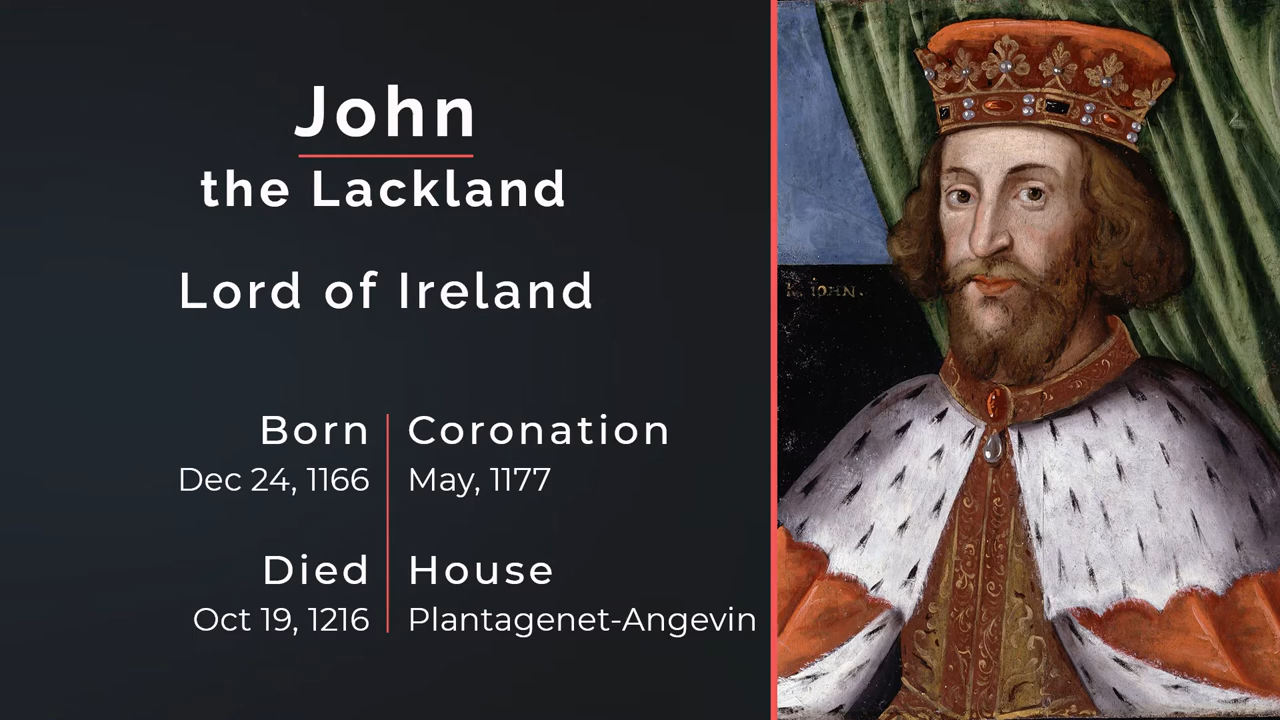 John
the Lackland
Lord of Ireland
Born
Dec 24, 1166
Coronation
May, 1177
Died
Oct 19, 1216
House
Plantagenet-Angevin
K IOHN.